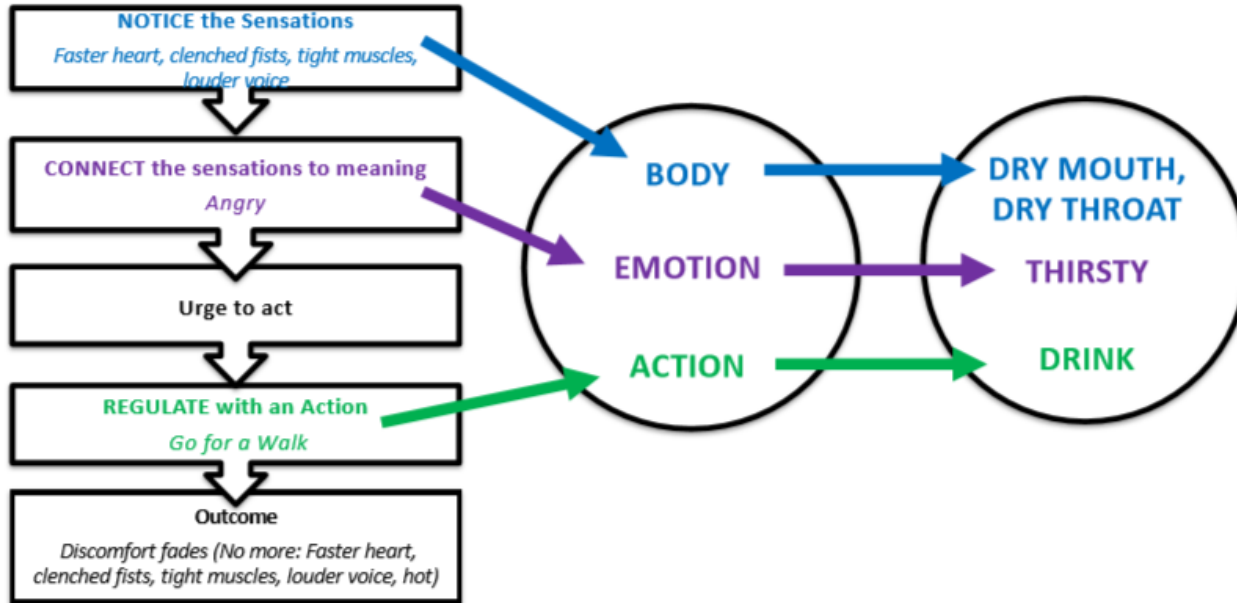 NOTICE the Sensations
Faster heart, clenched fists, tight muscles,
louder voice
CONNECT the sensations to meaning
Angry
Urge to act
REGULATE with an Action
Go for a Walk
Outcome
Discomfort fades (No more: Faster heart,
clenched fists, tight muscles, louder voice, hot)
BODY
EMOTION
ACTION
DRY MOUTH,
DRY THROAT
THIRSTY
DRINK